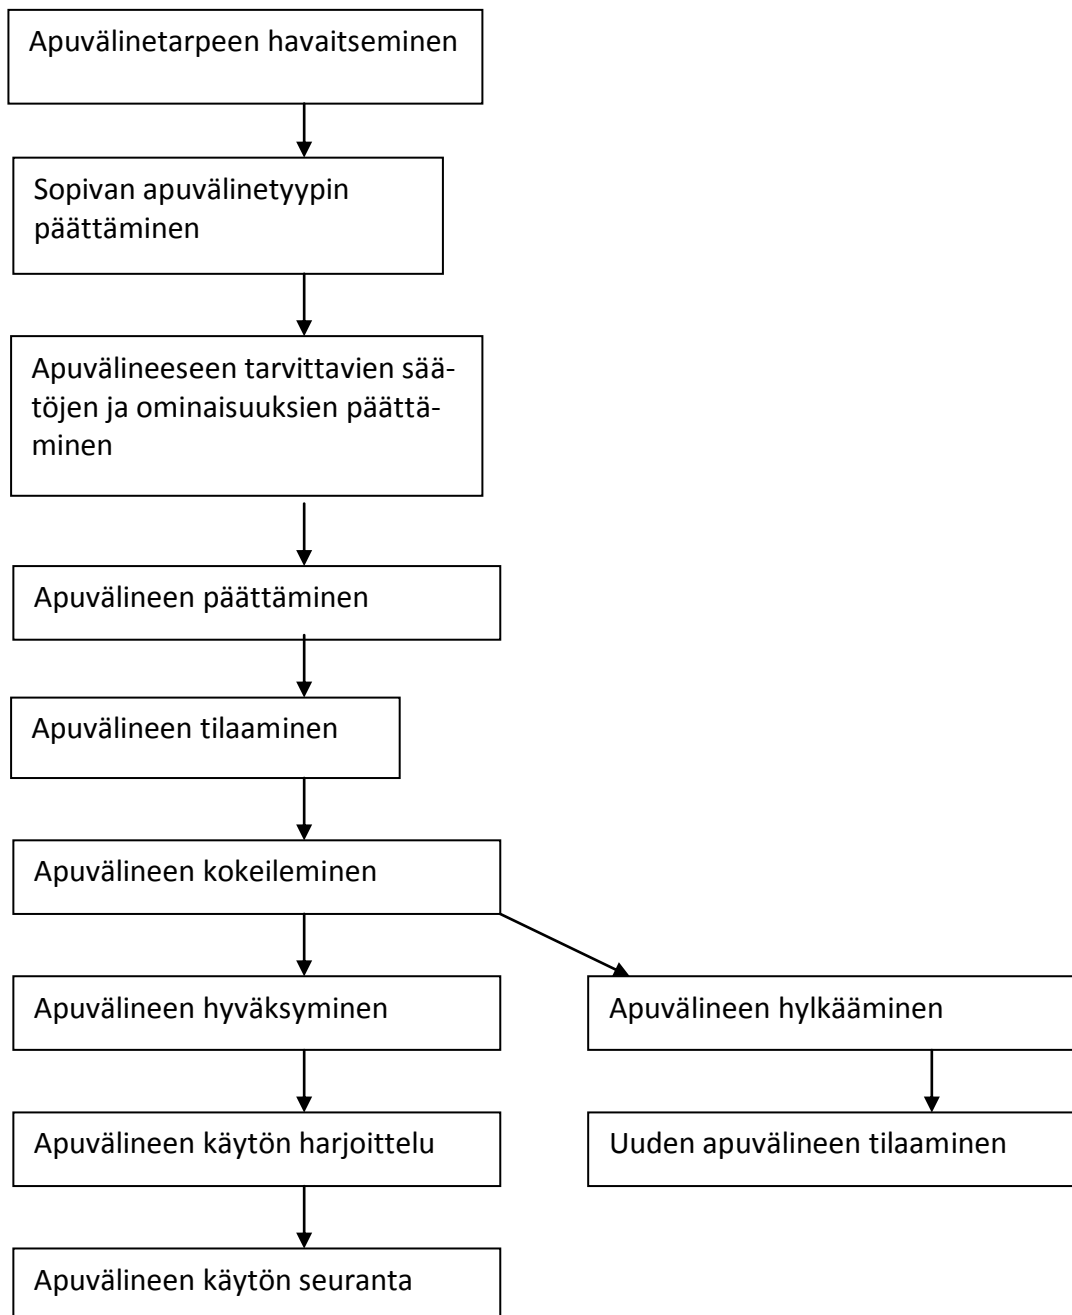 Apuvälinetarpeen havaitseminen
Sopivan apuvälinetyypin
päättäminen
Apuvälineeseen tarvittavien sää-
töjen ja ominaisuuksien päättä-
minen
Apuvälineen päättäminen
Apuvälineen tilaaminen
Apuvälineen kokeileminen
Apuvälineen hyväksyminen
Apuvälineen hylkääminen
Apuvälineen käytön harjoittelu
Uuden apuvälineen tilaaminen
Apuvälineen käytön seuranta